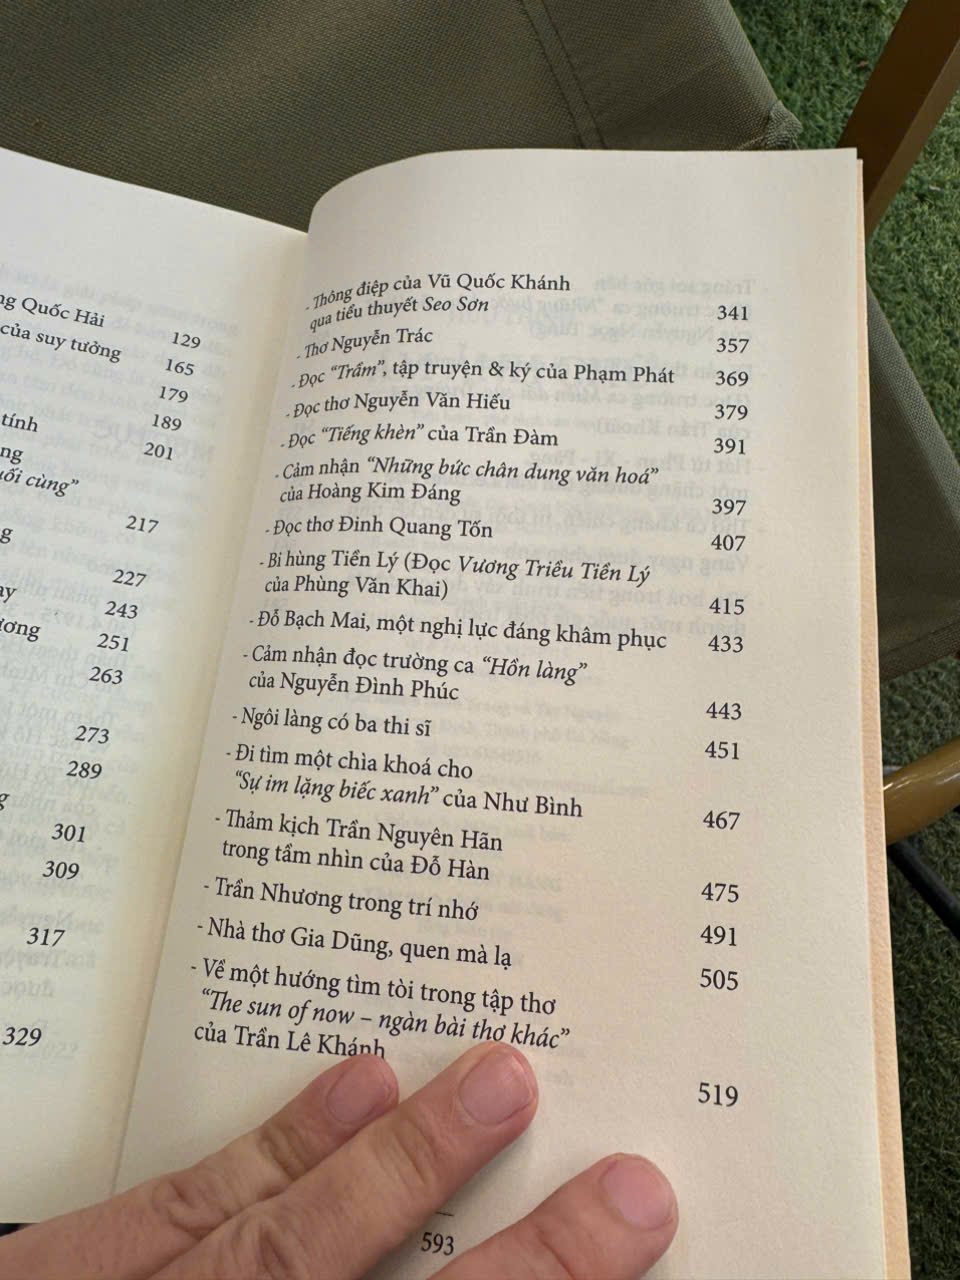 ng Quốc Hải 129
của suy tưởng 165
179
189
tính 201
ng
uối cùng”
217
g
227
ay 243
ương 251
263
273
289
g
301
309
317
329
- Thông điệp của Vũ Quốc Khánh
qua tiểu thuyết Seo Sơn 341
- Thơ Nguyễn Trác 357
- Đọc “Trầm”, tập truyện & ký của Phạm Phát 369
- Đọc thơ Nguyễn Văn Hiếu 379
- Đọc “Tiếng khèn” của Trần Đàm 391
- Cảm nhận “Những bức chân dung văn hoá”
của Hoàng Kim Đáng 397
- Đọc thơ Đinh Quang Tốn 407
- Bi hùng Tiền Lý (Đọc Vương Triều Tiền Lý
của Phùng Văn Khai) 415
- Đỗ Bạch Mai, một nghị lực đáng khâm phục 433
- Cảm nhận đọc trường ca “Hồn làng”
của Nguyễn Đình Phúc 443
- Ngôi làng có ba thi sĩ 451
- Đi tìm một chìa khoá cho
“Sự im lặng biếc xanh” của Như Bình 467
- Thảm kịch Trần Nguyên Hãn
trong tầm nhìn của Đỗ Hàn 475
- Trần Nhương trong trí nhớ 491
- Nhà thơ Gia Dũng, quen mà lạ 505
- Về một hướng tìm tòi trong tập thơ
“The sun of now – ngàn bài thơ khác”
của Trần Lê Khánh 519
593